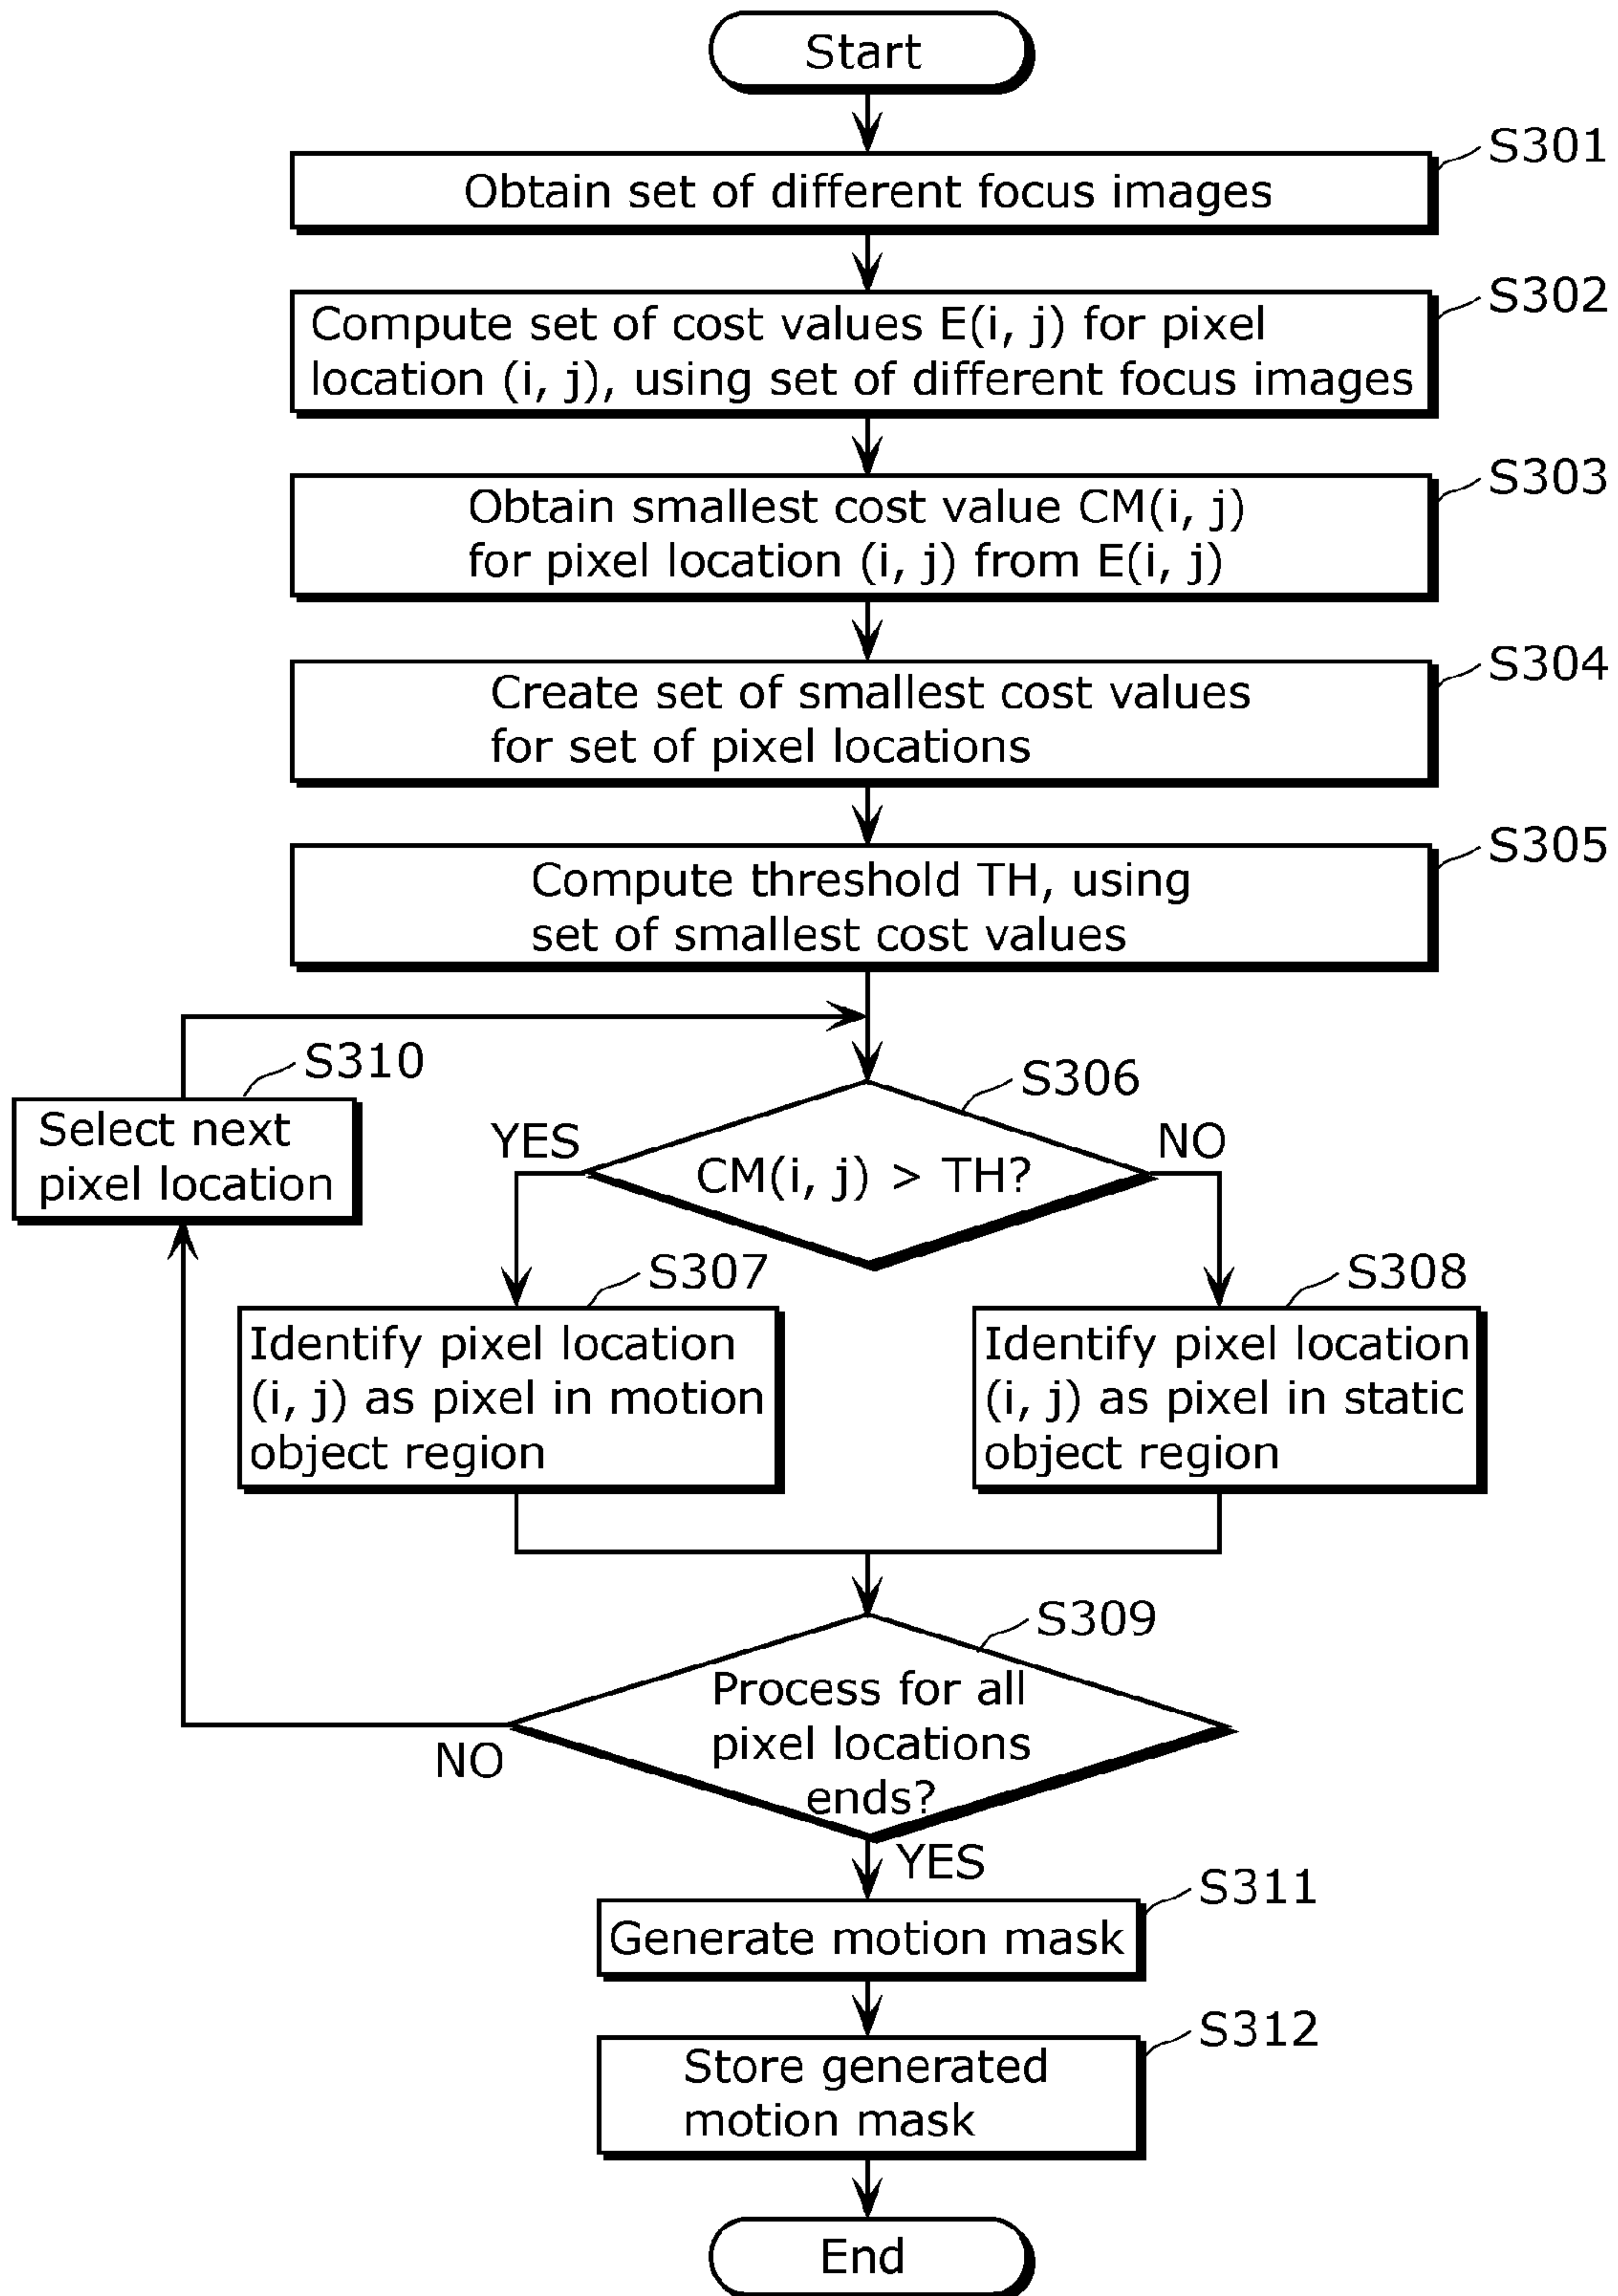 Start
S301
Obtain set of different focus images
S302
Compute set of cost values E(i, j) for pixel
location (i, j), using set of different focus images
S303
Obtain smallest cost value CM(i, j)
for pixel location (i, j) from E(i, j)
S304
Create set of smallest cost values
for set of pixel locations
S305
Compute threshold TH, using
set of smallest cost values
S310
Select next
pixel location
S306
YES
CM(i, j) > TH?
NO
S307
Identify pixel location
(i, j) as pixel in motion
object region
S308
Identify pixel location
(i, j) as pixel in static
object region
S309
Process for all
pixel locations
ends?
NO
YES
S311
Generate motion mask
S312
Store generated
motion mask
End